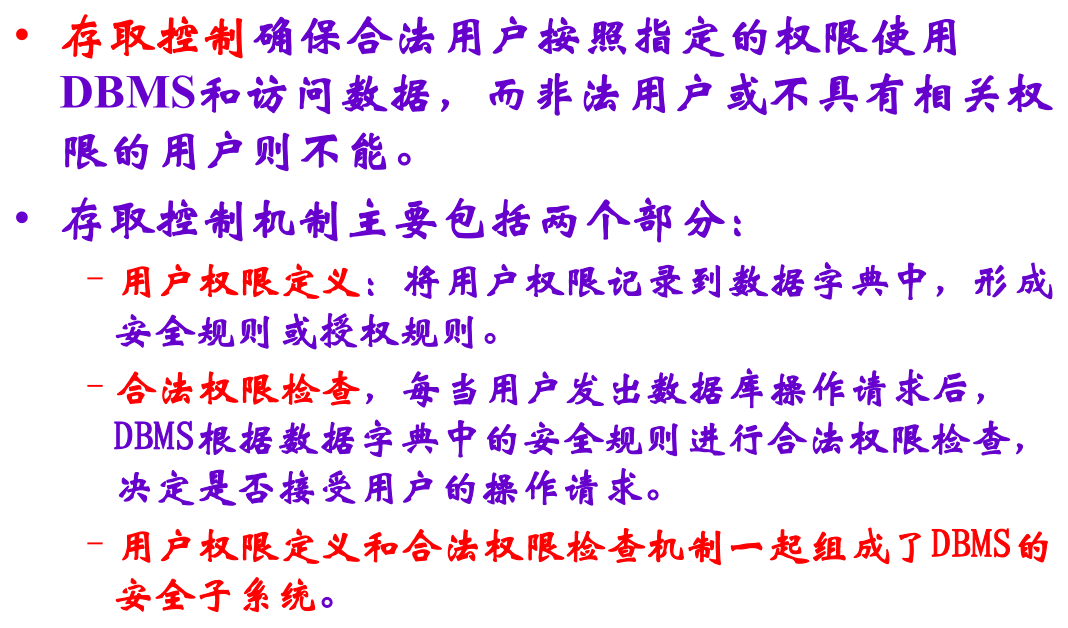 • 存取控制确保合法用户按照指定的权限使用
DBMS和访问数据，而非法用户或不具有相关权
限的用户则不能。
• 存取控制机制主要包括两个部分：
– 用户权限定义：将用户权限记录到数据字典中，形成
安全规则或授权规则。
– 合法权限检查，每当用户发出数据库操作请求后，
DBMS根据数据字典中的安全规则进行合法权限检查，
决定是否接受用户的操作请求。
– 用户权限定义和合法权限检查机制一起组成了DBMS的
安全子系统。